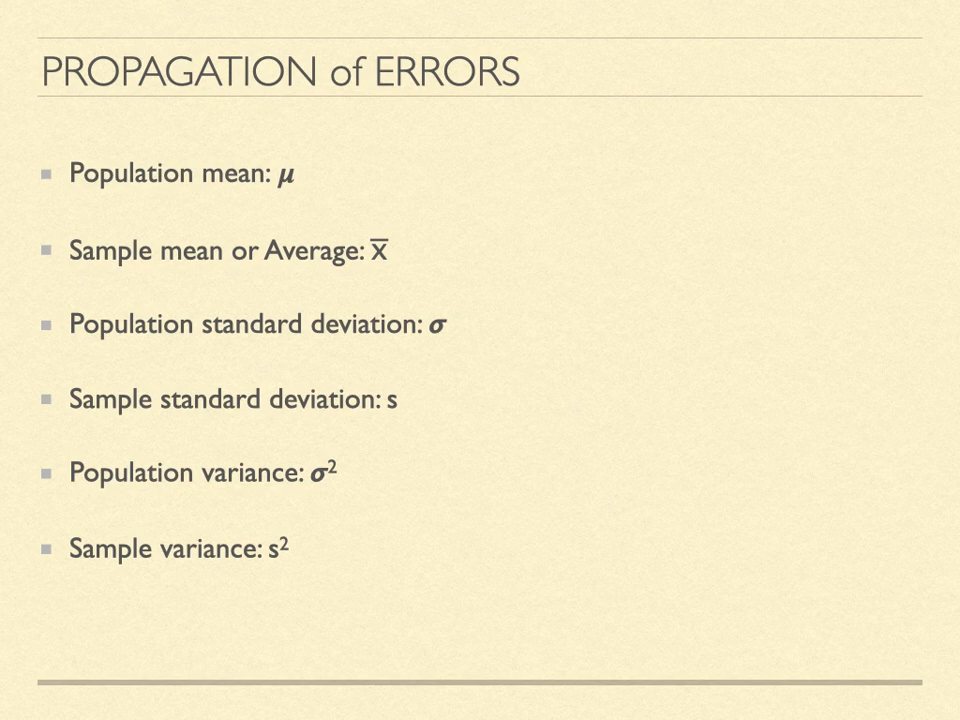 PROPAGATION of ERRORS
Population mean: μ
Sample mean or Average: x̅
Population standard deviation: σ
Sample standard deviation: s
Population variance: σ²
Sample variance: s²